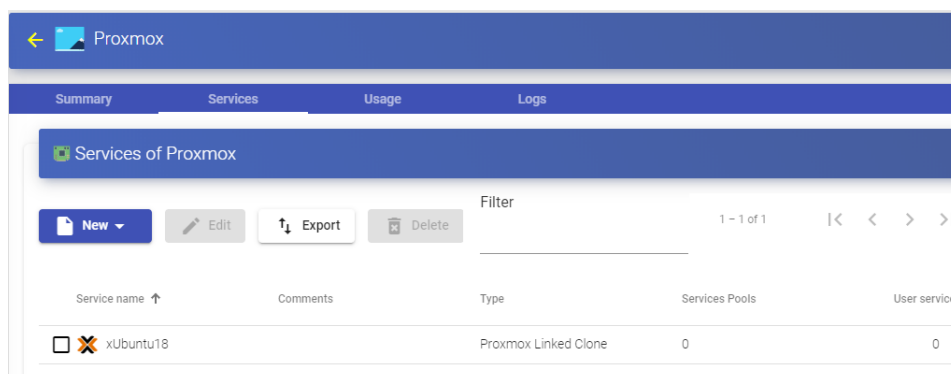 Proxmox
Summary Services Usage Logs
Services of Proxmox
New Edit Export Delete Filter 1 – 1 of 1
Service name Comments Type Services Pools User service
xUbuntu18 Proxmox Linked Clone 0 0